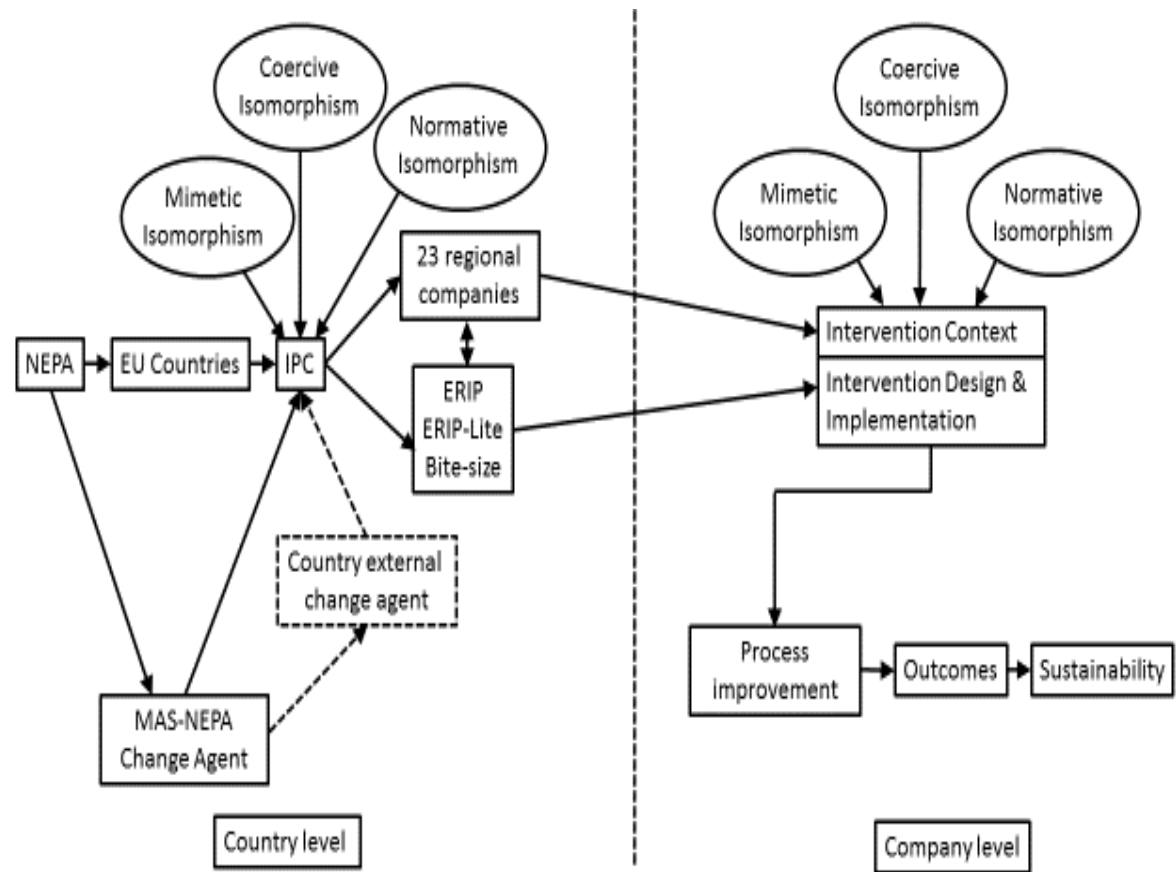 Coercive
Isomorphism
Normative
Isomorphism
Mimetic
Isomorphism
23 regional
companies
NEPA
EU Countries
IPC
ERIP
ERIP-Lite
Bite-size
Country external
change agent
MAS-NEPA
Change Agent
Country level
Coercive
Isomorphism
Mimetic
Isomorphism
Normative
Isomorphism
Intervention Context
Intervention Design &
Implementation
Process
improvement
Outcomes
Sustainability
Company level